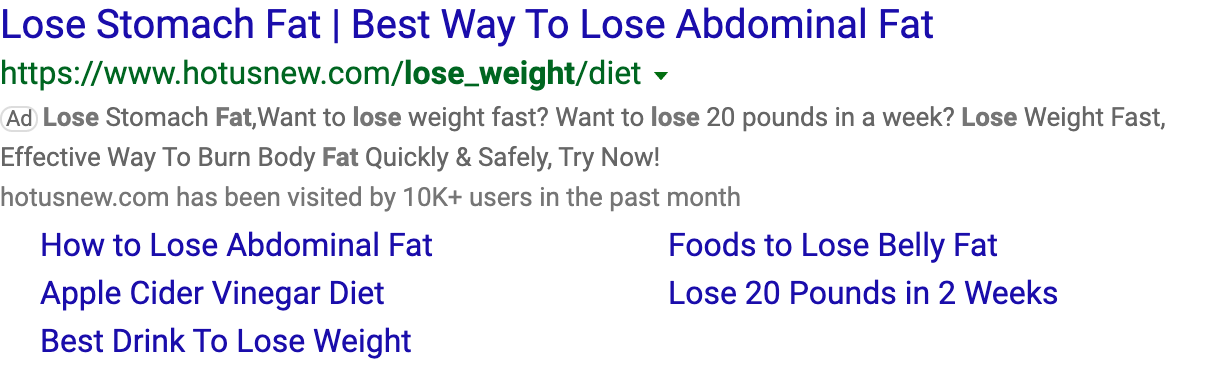 Lose Stomach Fat | Best Way To Lose Abdominal Fat
https://www.hotusnew.com/lose_weight/diet
Ad Lose Stomach Fat,Want to lose weight fast? Want to lose 20 pounds in a week? Lose Weight Fast,
Effective Way To Burn Body Fat Quickly & Safely, Try Now!
hotusnew.com has been visited by 10K+ users in the past month
How to Lose Abdominal Fat
Foods to Lose Belly Fat
Apple Cider Vinegar Diet
Lose 20 Pounds in 2 Weeks
Best Drink To Lose Weight